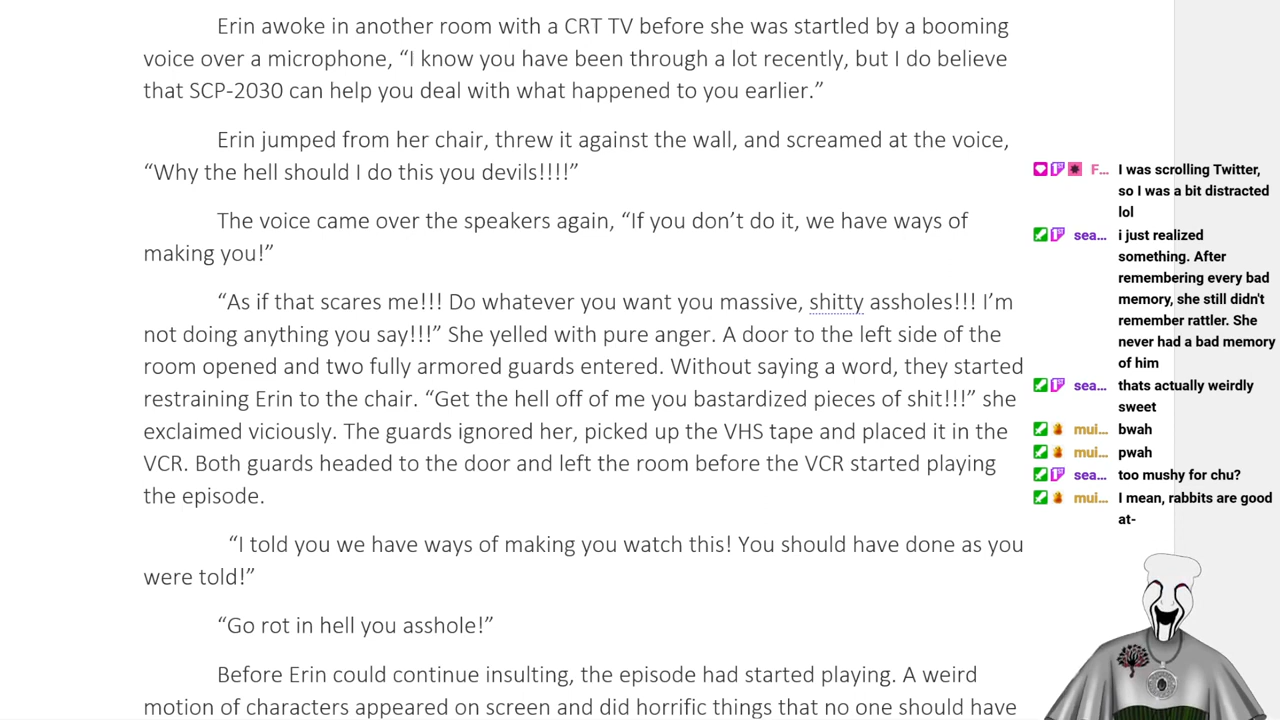 Erin awoke in another room with a CRT TV before she was startled by a booming
voice over a microphone, “I know you have been through a lot recently, but I do believe
that SCP-2030 can help you deal with what happened to you earlier.”
Erin jumped from her chair, threw it against the wall, and screamed at the voice,
“Why the hell should I do this you devils!!!!”
The voice came over the speakers again, “If you don’t do it, we have ways of
making you!”
“As if that scares me!!! Do whatever you want you massive, shitty assholes!!! I’m
not doing anything you say!!!” She yelled with pure anger. A door to the left side of the
room opened and two fully armored guards entered. Without saying a word, they started
restraining Erin to the chair. “Get the hell off of me you bastardized pieces of shit!!!” she
exclaimed viciously. The guards ignored her, picked up the VHS tape and placed it in the
VCR. Both guards headed to the door and left the room before the VCR started playing
the episode.
“I told you we have ways of making you watch this! You should have done as you
were told!”
“Go rot in hell you asshole!”
Before Erin could continue insulting, the episode had started playing. A weird
motion of characters appeared on screen and did horrific things that no one should have
F... I was scrolling Twitter,
so I was a bit distracted
lol
sea... i just realized
something. After
remembering every bad
memory, she still didn't
remember rattler. She
never had a bad memory
of him
sea... thats actually weirdly
sweet
mui... bwah
mui... pwah
sea... too mushy for chu?
mui... I mean, rabbits are good
at-